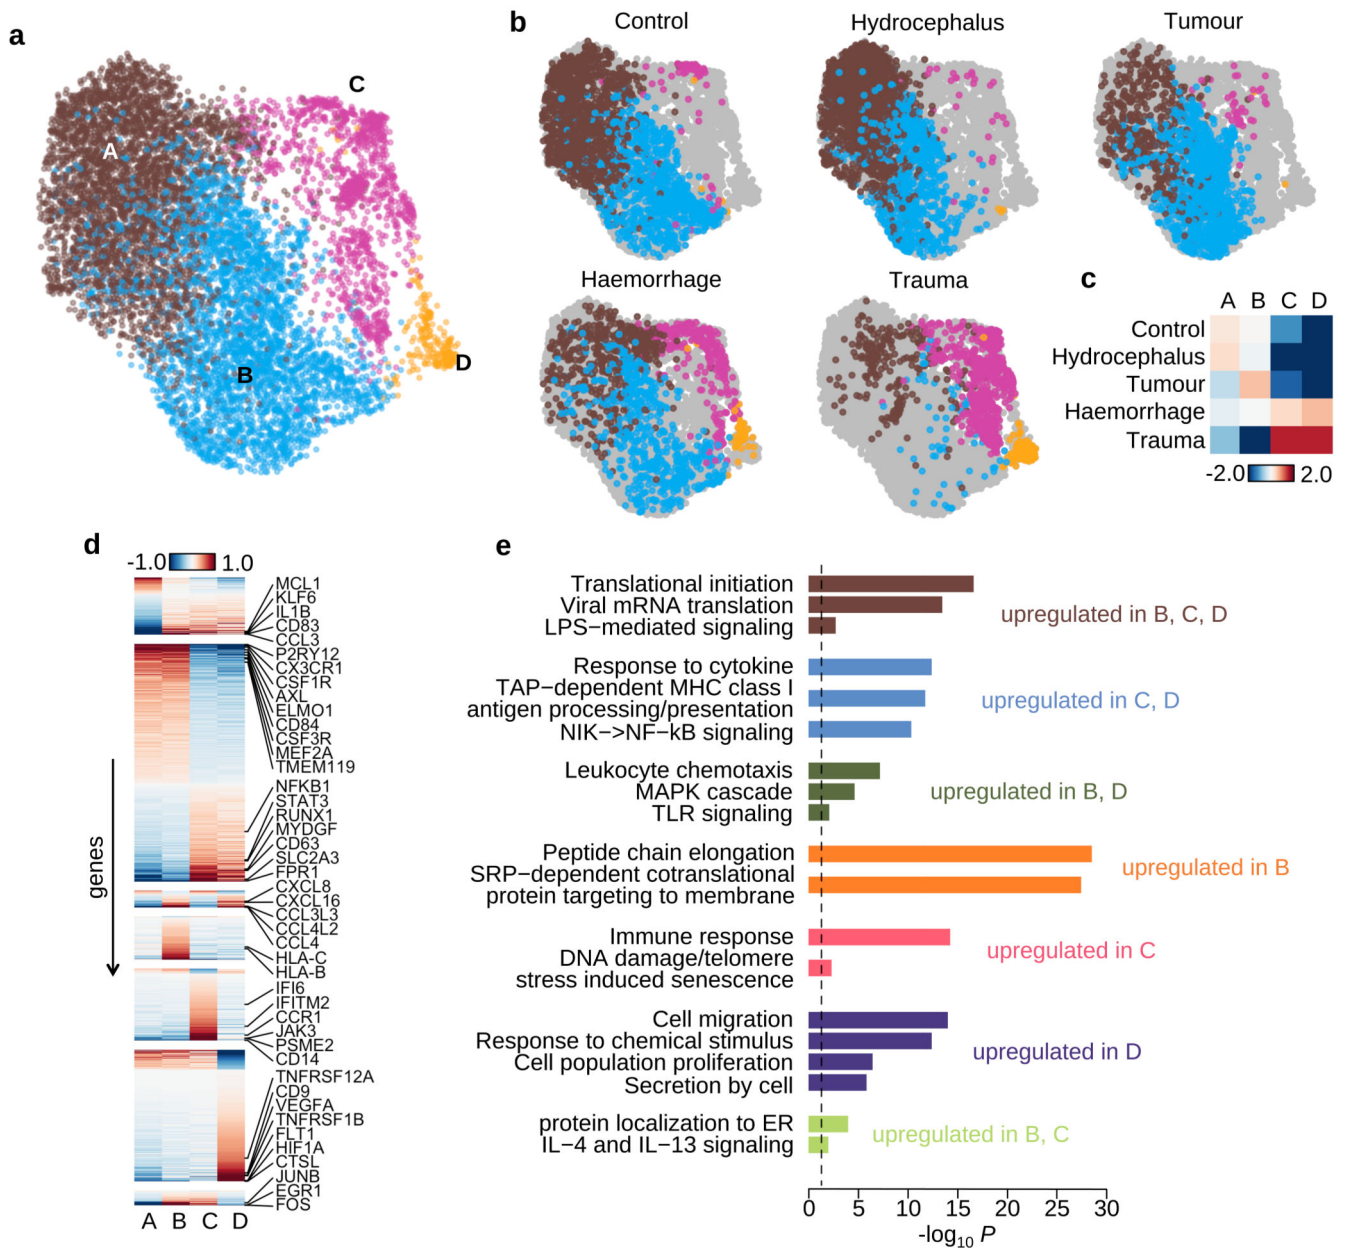 a
A
B
C
D
b
Control
Hydrocephalus
Tumour
Haemorrhage
Trauma
c
A B C D
Control
Hydrocephalus
Tumour
Haemorrhage
Trauma
-2.0 2.0
d
-1.0 1.0
genes
MCL1
KLF6
IL1B
CD83
CCL3
P2RY12
CX3CR1
CSF1R
AXL
ELMO1
CD84
CSF3R
MEF2A
TMEM119
NFKB1
STAT3
RUNX1
MYDGF
CD63
SLC2A3
FPR1
CXCL8
CXCL16
CCL3L3
CCL4L2
CCL4
HLA-C
HLA-B
IFI6
IFITM2
CCR1
JAK3
PSME2
CD14
TNFRSF12A
CD9
VEGFA
TNFRSF1B
FLT1
HIF1A
CTSL
JUNB
EGR1
FOS
A B C D
e
Translational initiation
Viral mRNA translation
LPS−mediated signaling
upregulated in B, C, D
Response to cytokine
TAP−dependent MHC class I
antigen processing/presentation
NIK−>NF−kB signaling
upregulated in C, D
Leukocyte chemotaxis
MAPK cascade
TLR signaling
upregulated in B, D
Peptide chain elongation
SRP−dependent cotranslational
protein targeting to membrane
upregulated in B
Immune response
DNA damage/telomere
stress induced senescence
upregulated in C
Cell migration
Response to chemical stimulus
Cell population proliferation
Secretion by cell
upregulated in D
protein localization to ER
IL−4 and IL−13 signaling
upregulated in B, C
0 5 10 15 20 25 30
-log10 P